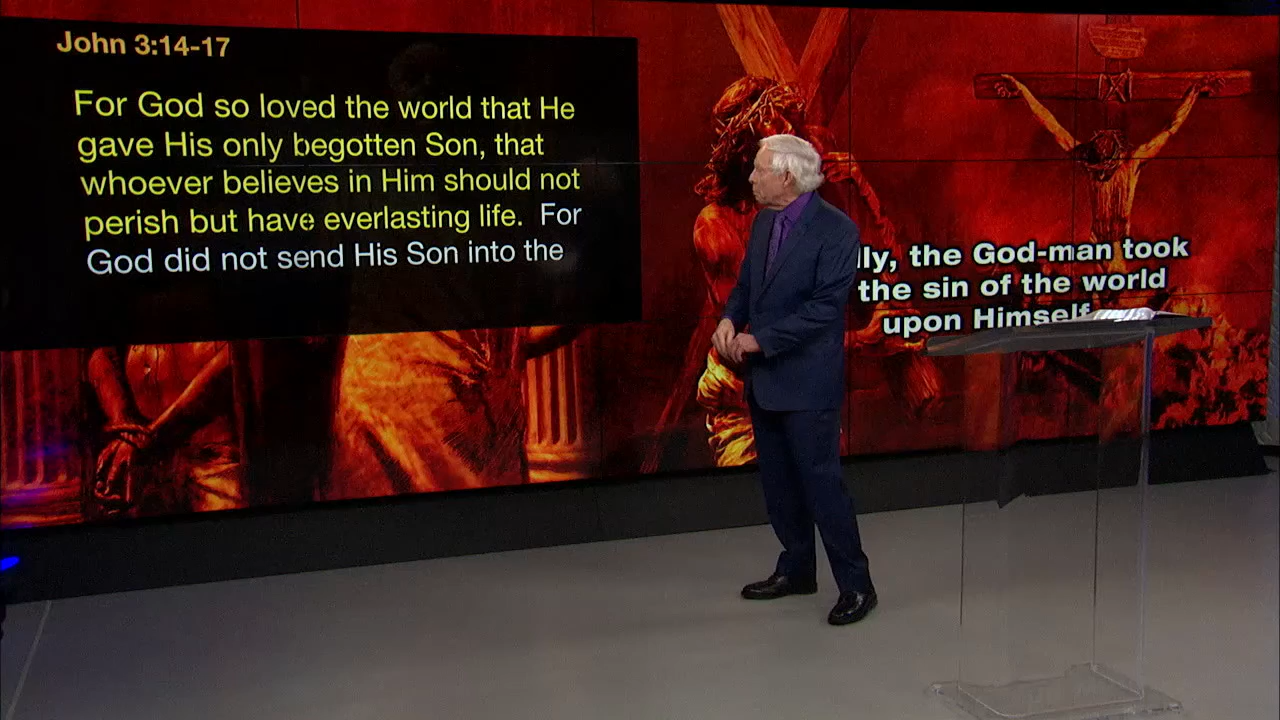 John 3:14-17
For God so loved the world that He
gave His only begotten Son, that
whoever believes in Him should not
perish but have everlasting life. For
God did not send His Son into the
the God-man took
the sin of the world
upon Himself